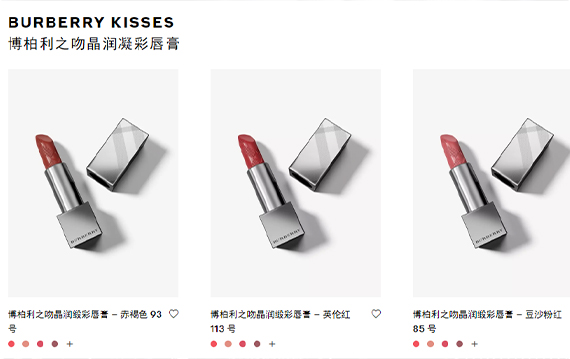 BURBERRY KISSES
博柏利之吻晶润凝彩唇膏
BURBERRY
BURBERRY
BURBERRY
博柏利之吻晶润缎彩唇膏 – 赤褐色 93
号
+
博柏利之吻晶润缎彩唇膏 – 英伦红
113 号
+
博柏利之吻晶润缎彩唇膏 – 豆沙粉红
85 号
+